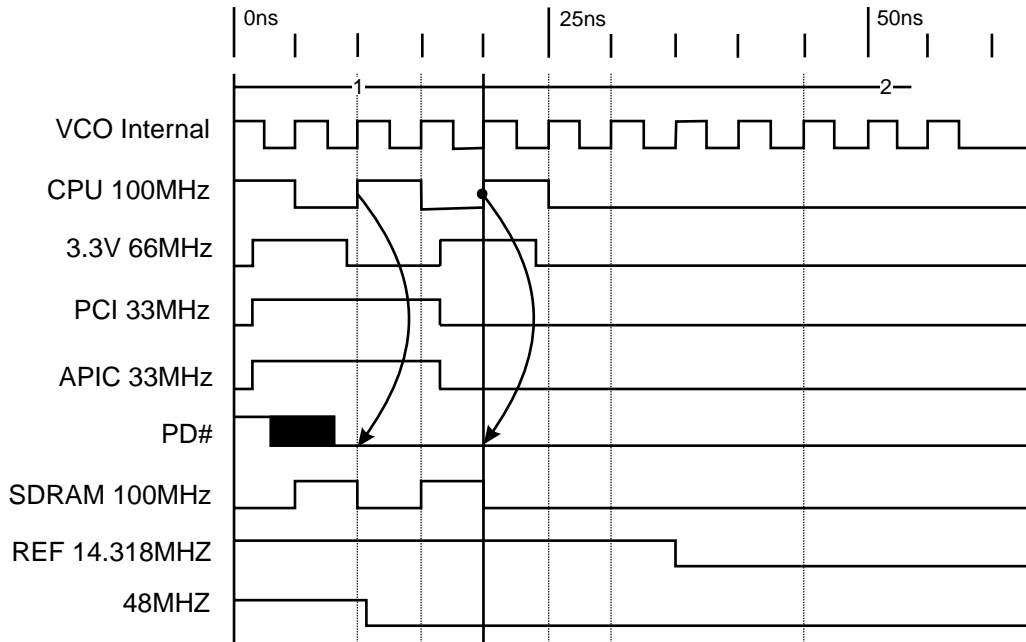 0ns 25ns 50ns
1 2
VCO Internal
CPU 100MHz
3.3V 66MHz
PCI 33MHz
APIC 33MHz
PD#
SDRAM 100MHz
REF 14.318MHZ
48MHZ